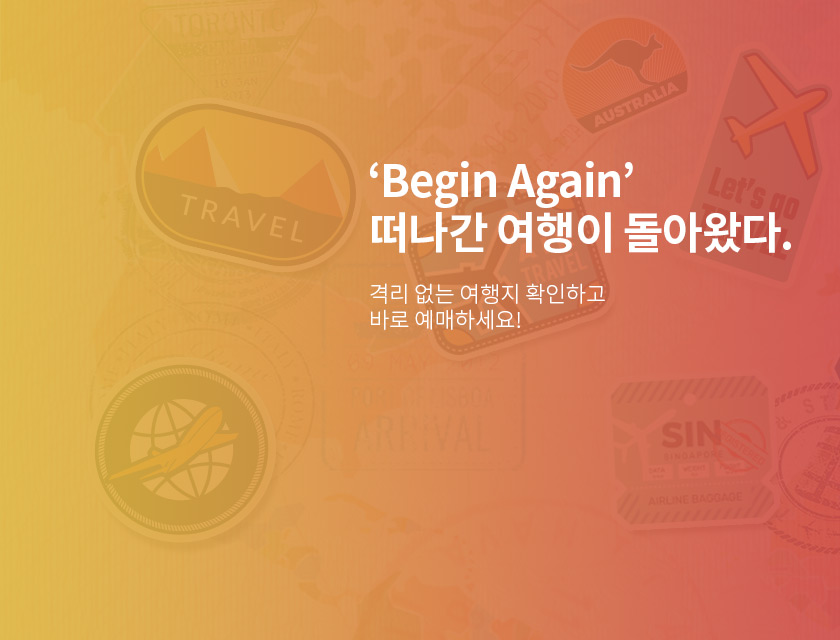 TORONTO
AUSTRALIA
TRAVEL
Let's go
‘Begin Again’
떠나간 여행이 돌아왔다.
TRAVEL
격리 없는 여행지 확인하고
바로 예매하세요!
ARRIVAL
SIN
SINGAPORE
AIRLINE BAGGAGE